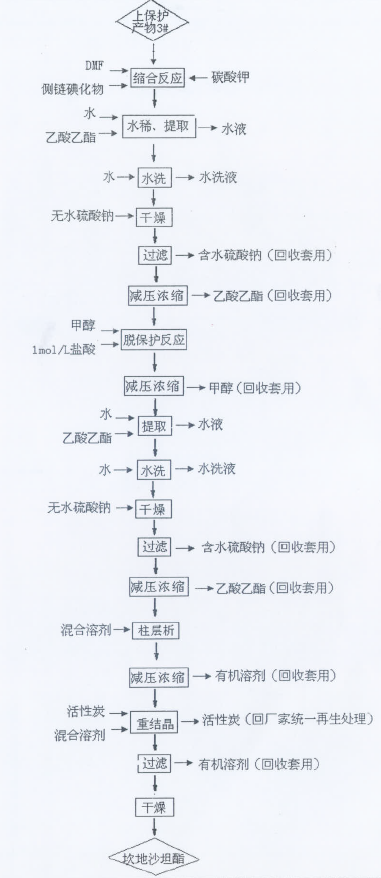 上保护
产物3#
DMF
侧链碘化物
缩合反应
碳酸钾
水
乙酸乙酯
水稀、提取
水液
水
水洗
水洗液
无水硫酸钠
干燥
过滤
含水硫酸钠（回收套用）
减压浓缩
乙酸乙酯（回收套用）
甲醇
1mol/L盐酸
脱保护反应
减压浓缩
甲醇（回收套用）
水
乙酸乙酯
提取
水液
水
水洗
水洗液
无水硫酸钠
干燥
过滤
含水硫酸钠（回收套用）
减压浓缩
乙酸乙酯（回收套用）
混合溶剂
柱层析
减压浓缩
有机溶剂（回收套用）
活性炭
混合溶剂
重结晶
活性炭（回厂家统一再生处理）
过滤
有机溶剂（回收套用）
干燥
坎地沙坦酯